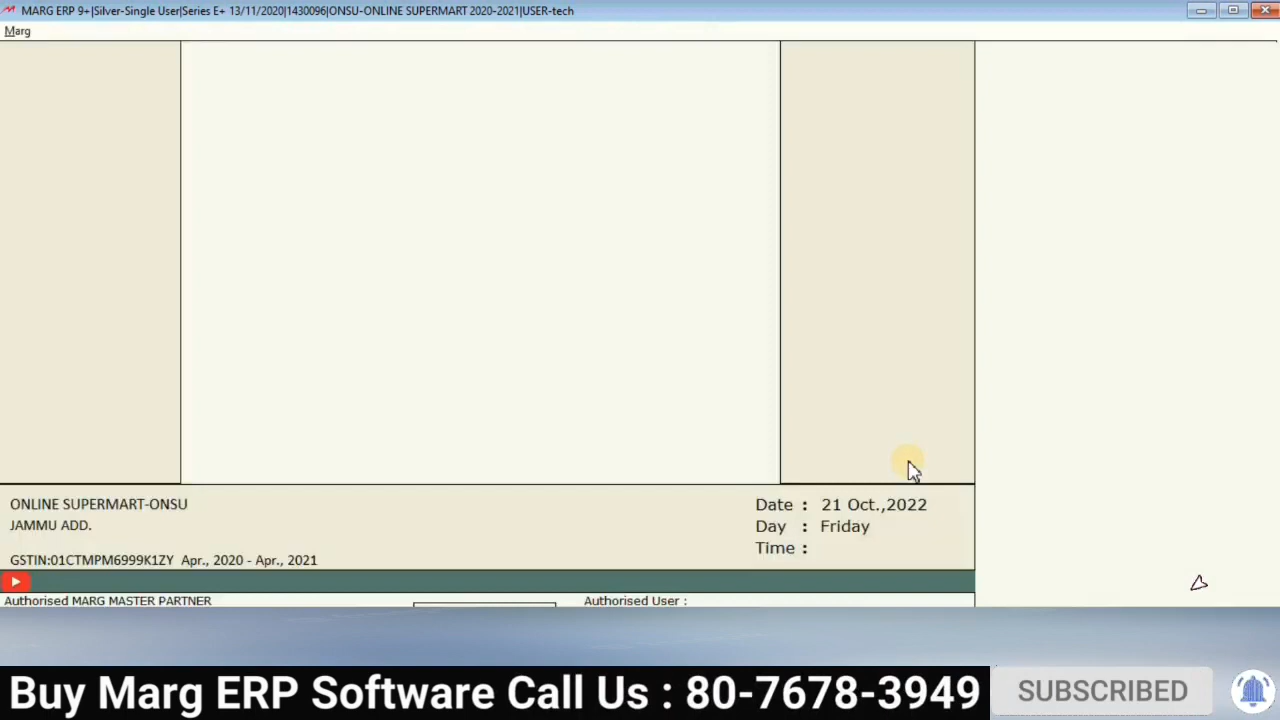 MARG ERP 9+|Silver-Single User|Series E+ 13/11/2020|1430096|ONSU-ONLINE SUPERMART 2020-2021|USER-tech
Marg
ONLINE SUPERMART-ONSU
JAMMU ADD.
GSTIN:01CTMPM6999K1ZY Apr., 2020 - Apr., 2021
Date : 21 Oct.,2022
Day : Friday
Time :
Authorised MARG MASTER PARTNER
Authorised User :
Buy Marg ERP Software Call Us : 80-7678-3949
SUBSCRIBED